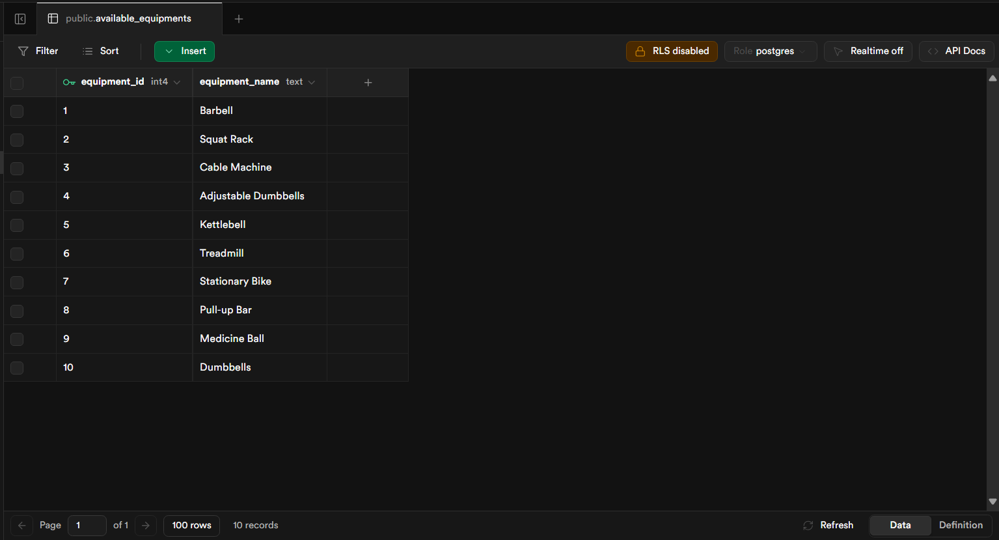 public.available_equipments
Filter Sort Insert RLS disabled Role postgres Realtime off API Docs
equipment_id int4 equipment_name text
1 Barbell
2 Squat Rack
3 Cable Machine
4 Adjustable Dumbbells
5 Kettlebell
6 Treadmill
7 Stationary Bike
8 Pull-up Bar
9 Medicine Ball
10 Dumbbells
Page 1 of 1 100 rows 10 records Refresh Data Definition